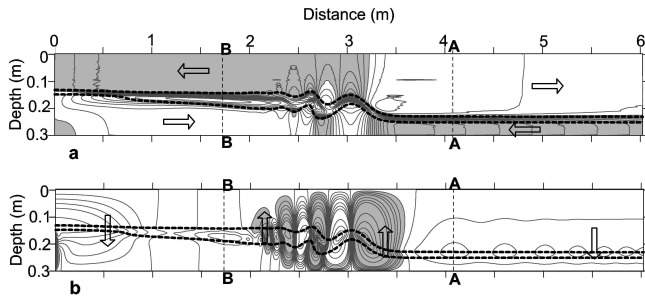 Distance (m)
0 1 2 3 4 5 6
B A
Depth (m)
0
0.1
0.2
0.3
B A
a
B A
Depth (m)
0
0.1
0.2
0.3
B A
b